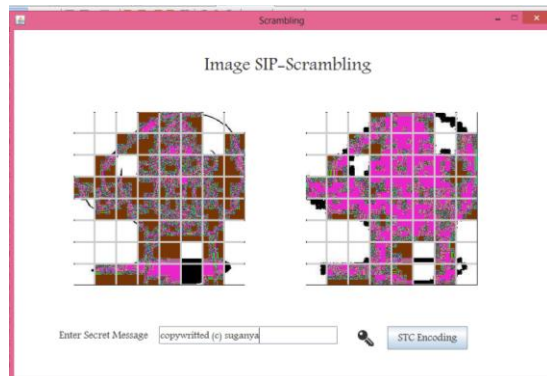 Scrambling
Image SIP-Scrambling
Enter Secret Message copywritted (c) suganya STC Encoding